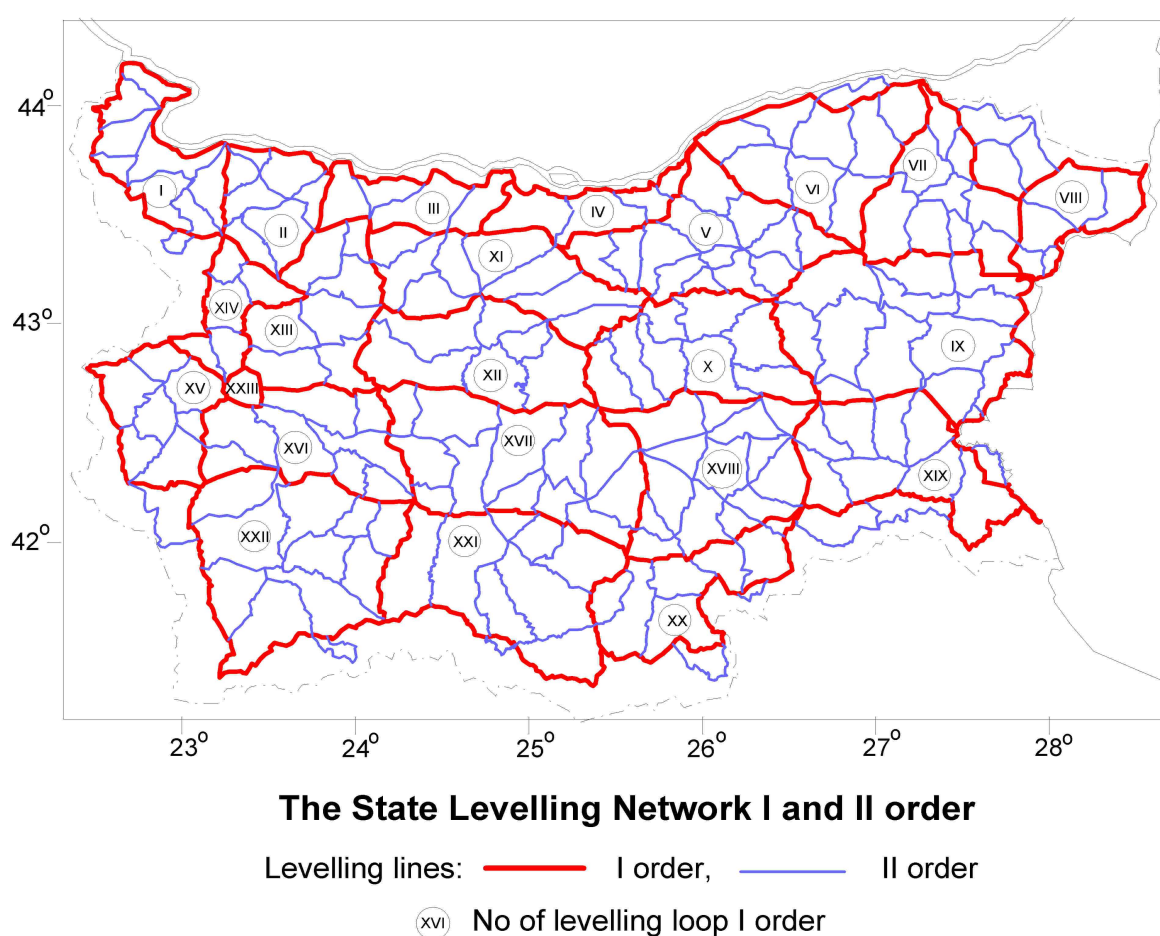 44°
43°
42°
I
II
III
IV
V
VI
VII
VIII
IX
X
XI
XII
XIII
XIV
XV
XXIII
XVI
XVII
XVIII
XIX
XXII
XXI
XX
23° 24° 25° 26° 27° 28°
The State Levelling Network I and II order
Levelling lines: I order, II order
XVI No of levelling loop I order